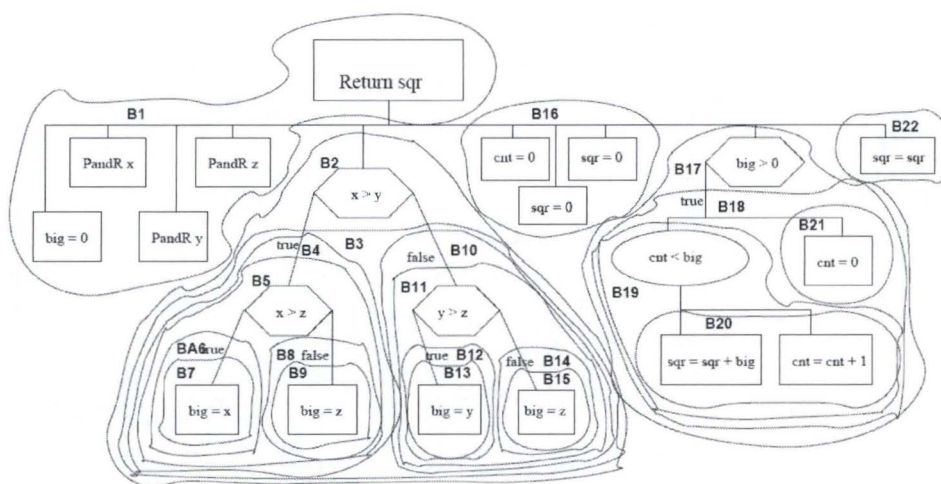 Return sqr
B1
B16
B22
PandR x
PandR z
cnt = 0
sqr = 0
sqr = sqr
B2
B17
big > 0
x > y
sqr = 0
big = 0
PandR y
true
B18
true
B4
B3
false
B10
B21
cnt < big
cnt = 0
B5
B11
B19
x > z
y > z
B20
BA6
true
B8
false
true
B12
false
B14
B7
B9
B13
B15
sqr = sqr + big
cnt = cnt + 1
big = x
big = z
big = y
big = z